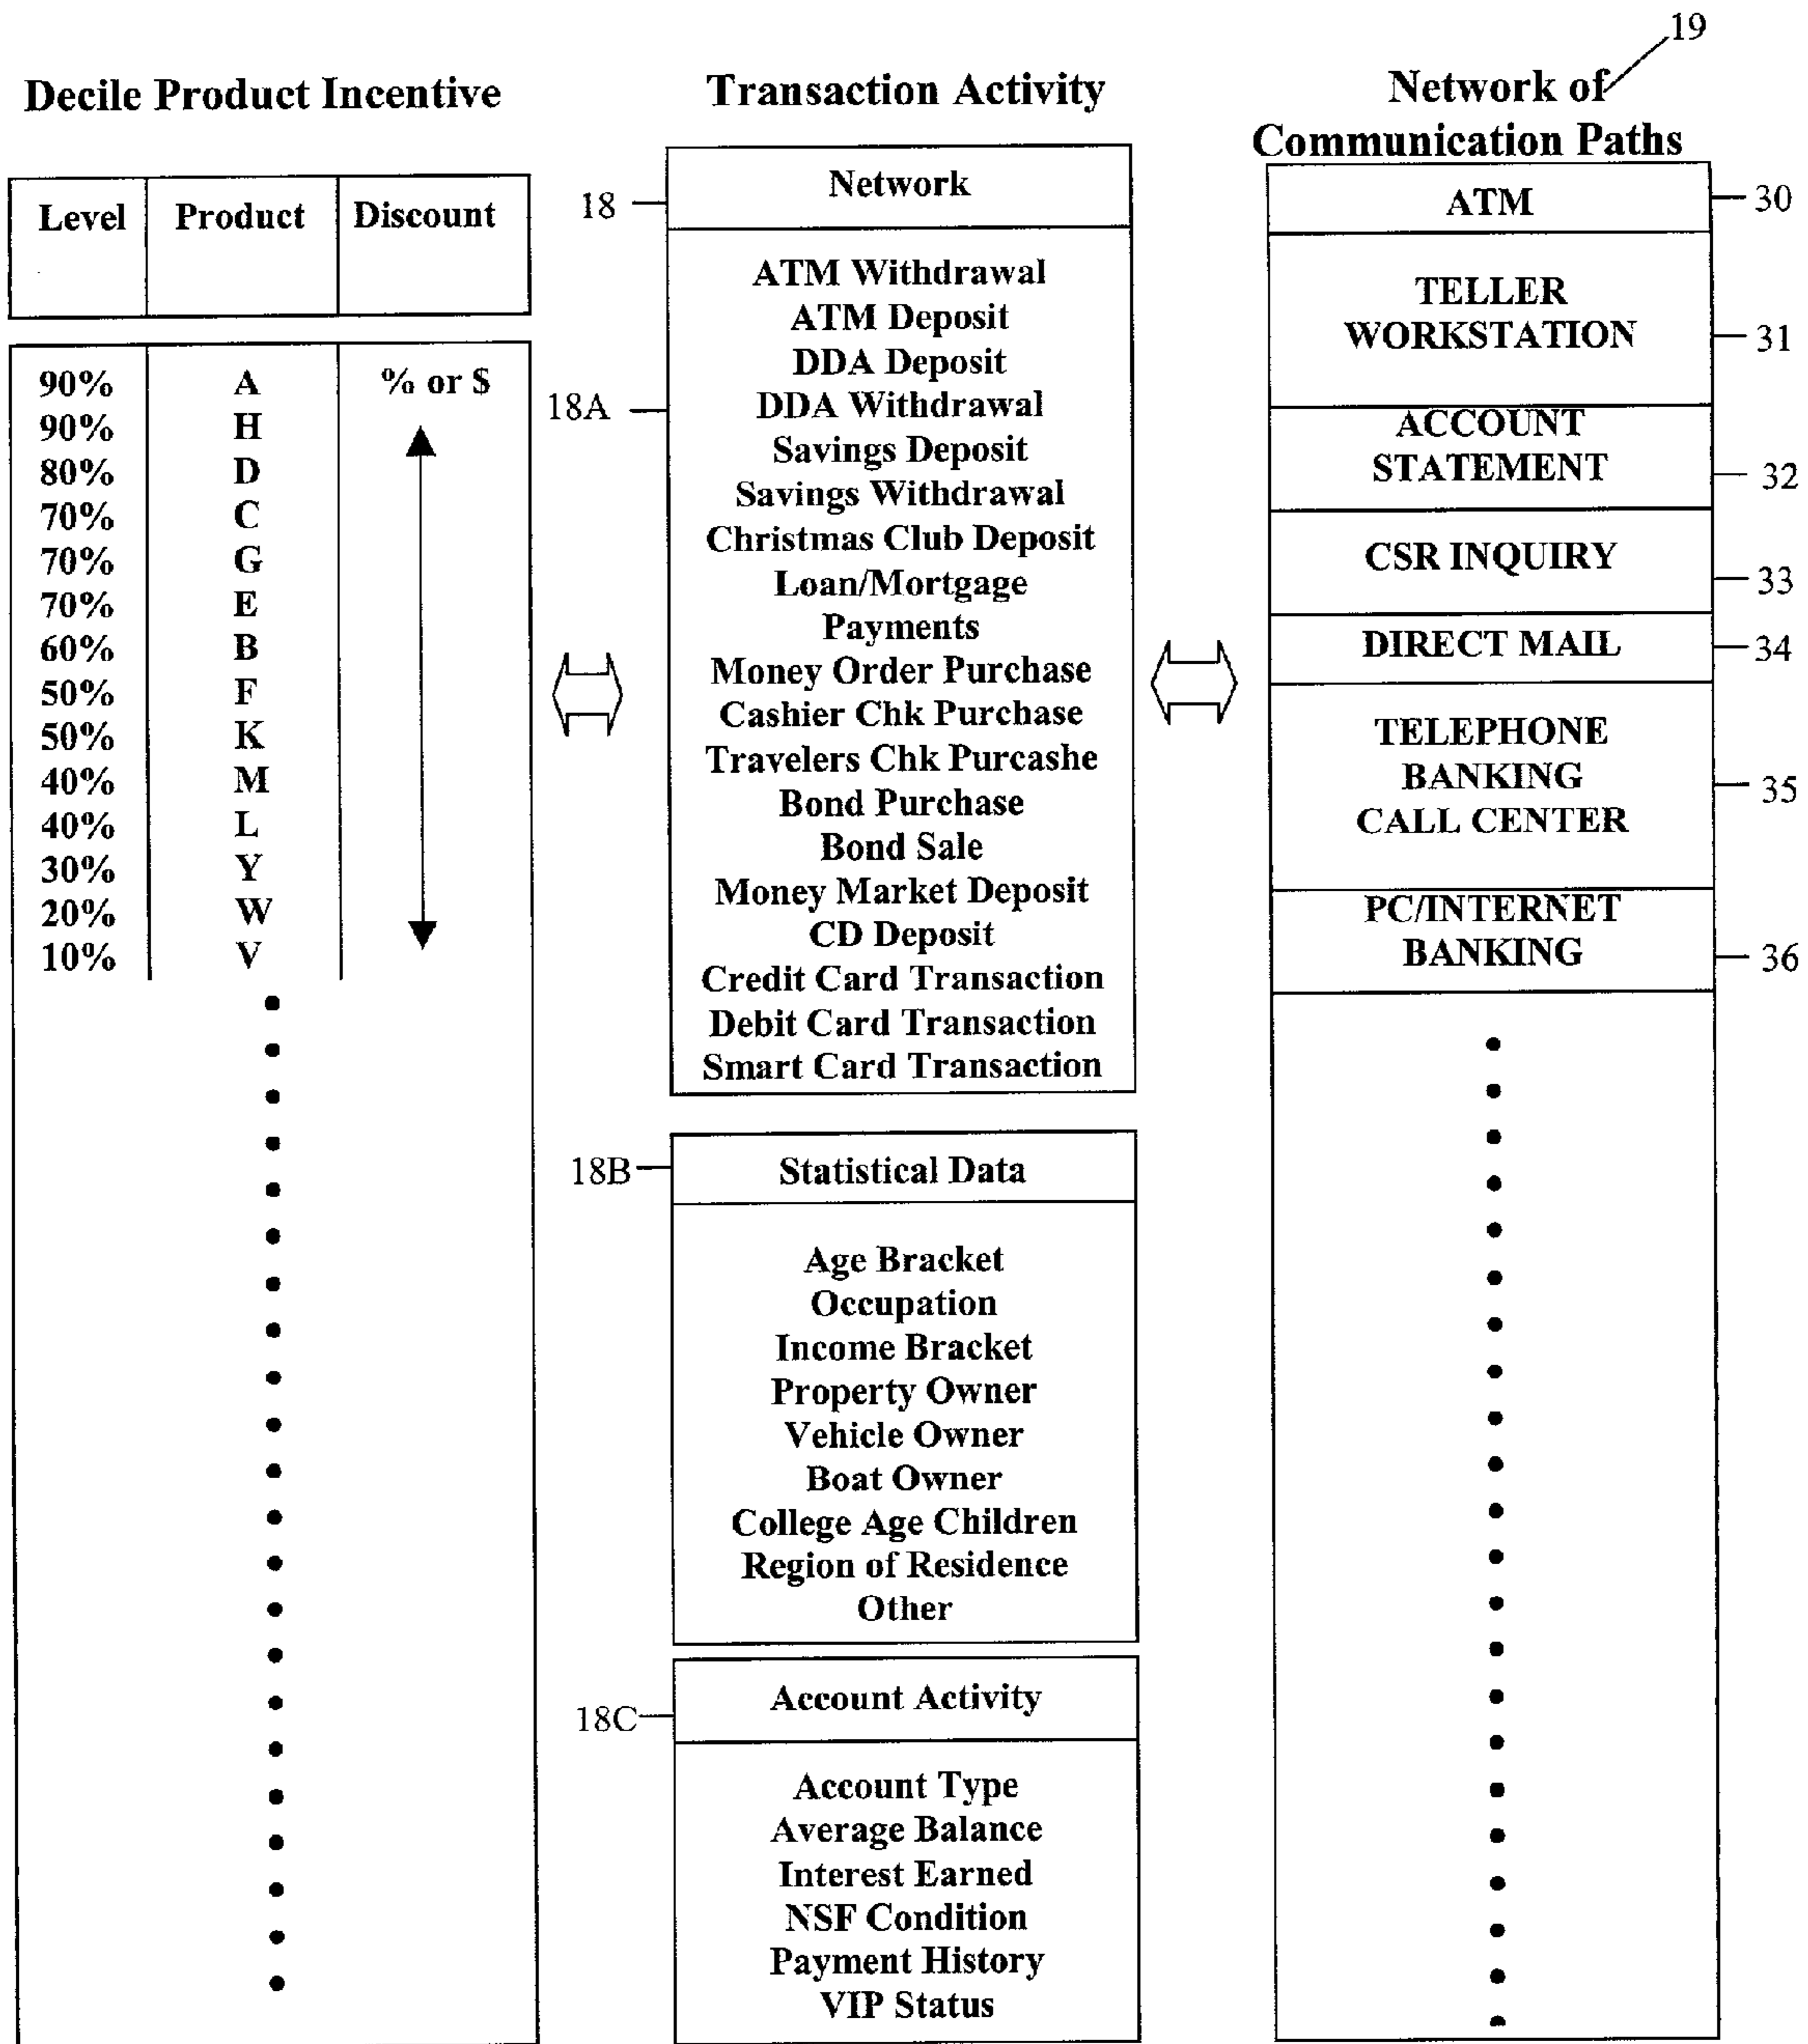 19
Decile Product Incentive
Level Product Discount
90% A % or $
90% H
80% D
70% C
70% G
70% E
60% B
50% F
50% K
40% M
40% L
30% Y
20% W
10% V
Transaction Activity
18 Network
ATM Withdrawal
ATM Deposit
DDA Deposit
18A DDA Withdrawal
Savings Deposit
Savings Withdrawal
Christmas Club Deposit
Loan/Mortgage
Payments
Money Order Purchase
Cashier Chk Purchase
Travelers Chk Purcashe
Bond Purchase
Bond Sale
Money Market Deposit
CD Deposit
Credit Card Transaction
Debit Card Transaction
Smart Card Transaction
18B Statistical Data
Age Bracket
Occupation
Income Bracket
Property Owner
Vehicle Owner
Boat Owner
College Age Children
Region of Residence
Other
18C Account Activity
Account Type
Average Balance
Interest Earned
NSF Condition
Payment History
VIP Status
Network of
Communication Paths
ATM 30
TELLER
WORKSTATION 31
ACCOUNT
STATEMENT 32
CSR INQUIRY 33
DIRECT MAIL 34
TELEPHONE
BANKING 35
CALL CENTER
PC/INTERNET
BANKING 36